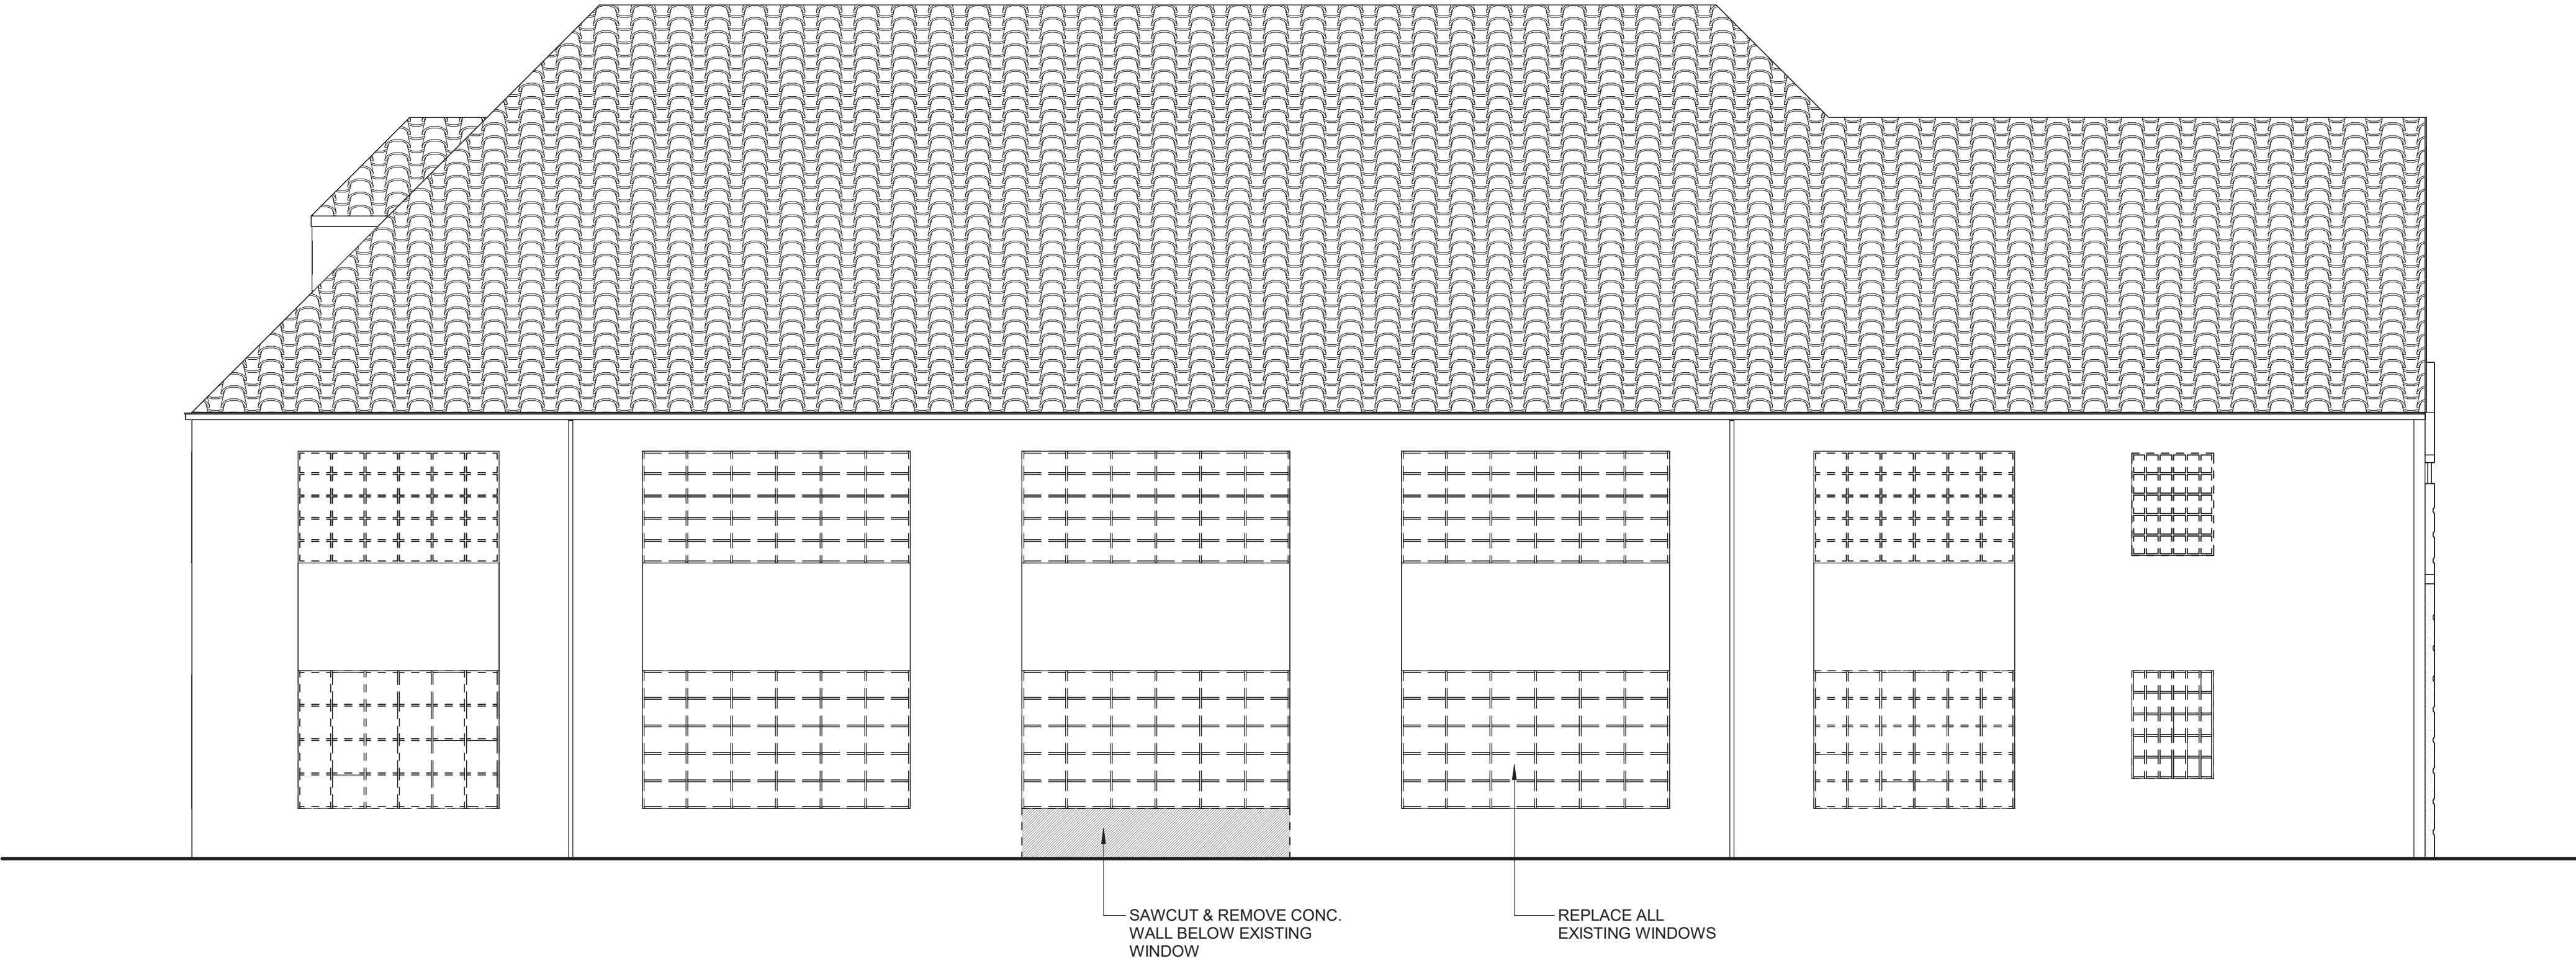 SAWCUT & REMOVE CONC.
WALL BELOW EXISTING
WINDOW
REPLACE ALL
EXISTING WINDOWS